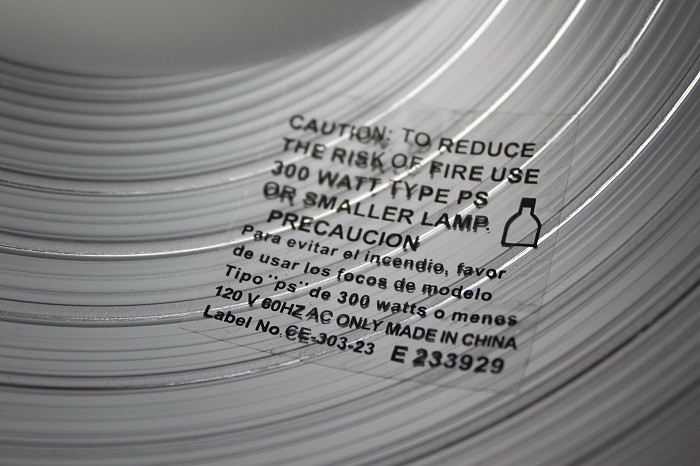 CAUTION: TO REDUCE
THE RISK OF FIRE USE
300 WATT TYPE PS
OR SMALLER LAMP.
PRECAUCION
Para evitar el incendio, favor
de usar los focos de modelo
Tipo "ps" de 300 watts o menos
120 V 60HZ AC ONLY MADE IN CHINA
Label No. CE-303-23 E 233929